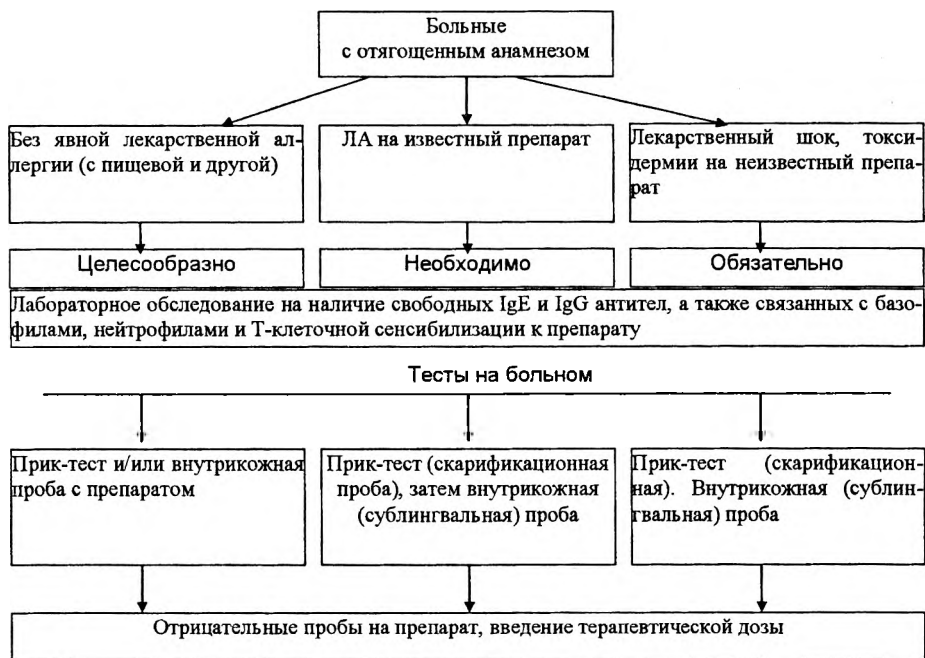 Больные
с отягощенным анамнезом
Без явной лекарственной ал-
лергии (с пищевой и другой)
ЛА на известный препарат
Лекарственный шок, токси-
дермии на неизвестный препа-
рат
Целесообразно
Необходимо
Обязательно
Лабораторное обследование на наличие свободных IgE и IgG антител, а также связанных с базо-
филами, нейтрофилами и Т-клеточной сенсибилизации к препарату
Тесты на больном
Прик-тест и/или внутрикожная
проба с препаратом
Прик-тест (скарификационная
проба), затем внутрикожная
(сублингвальная) проба
Прик-тест (скарификацион-
ная). Внутрикожная (сублин-
гвальная) проба
Отрицательные пробы на препарат, введение терапевтической дозы